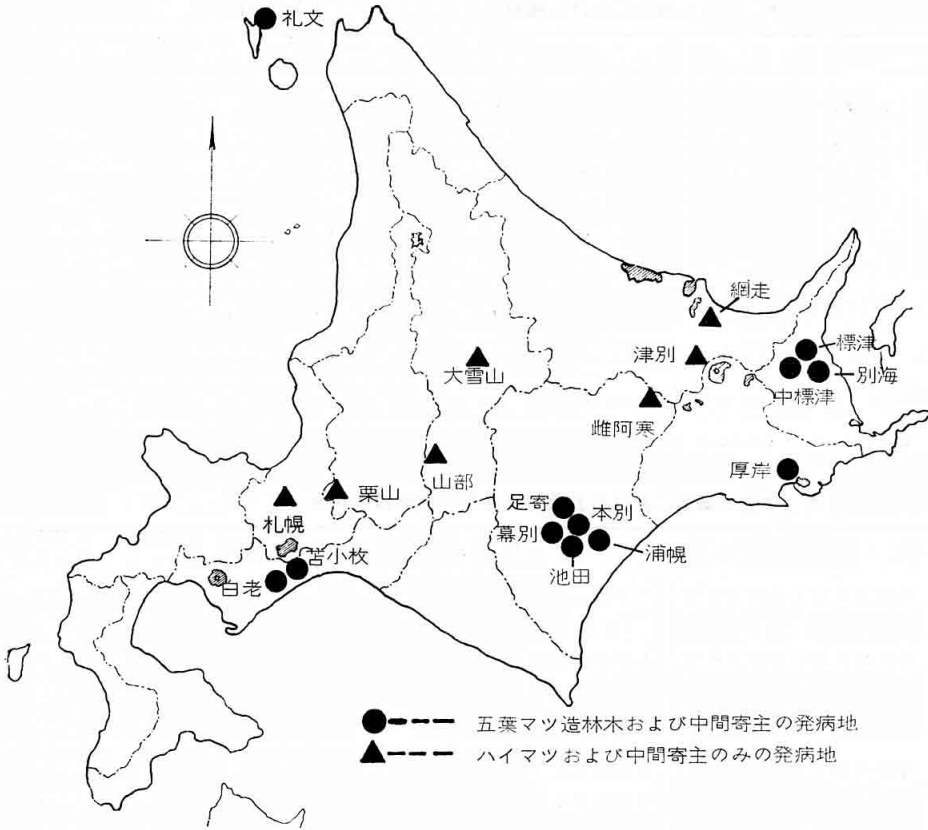 礼文
網走
標津
津別
別海
大雪山
中標津
雌阿寒
厚岸
山部
栗山
足寄
本別
札幌
幕別
浦幌
苫小枚
池田
白老
五葉マツ造林木および中間寄主の発病地
ハイマツおよび中間寄主のみの発病地